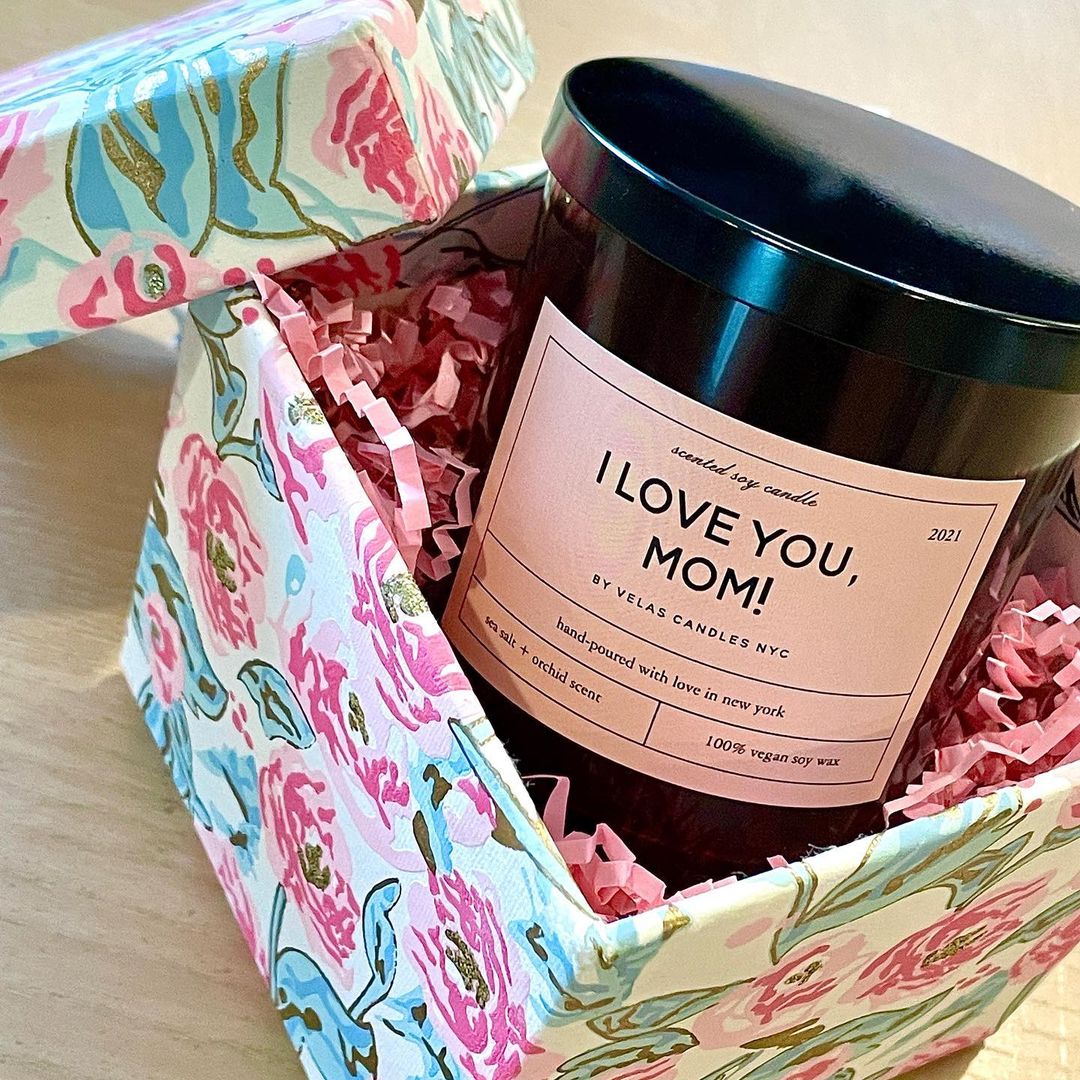 scented soy candle
2021
I LOVE YOU,
MOM!
BY VELAS CANDLES NYC
hand-poured with love in new york
sea salt + orchid scent
100% vegan soy wax